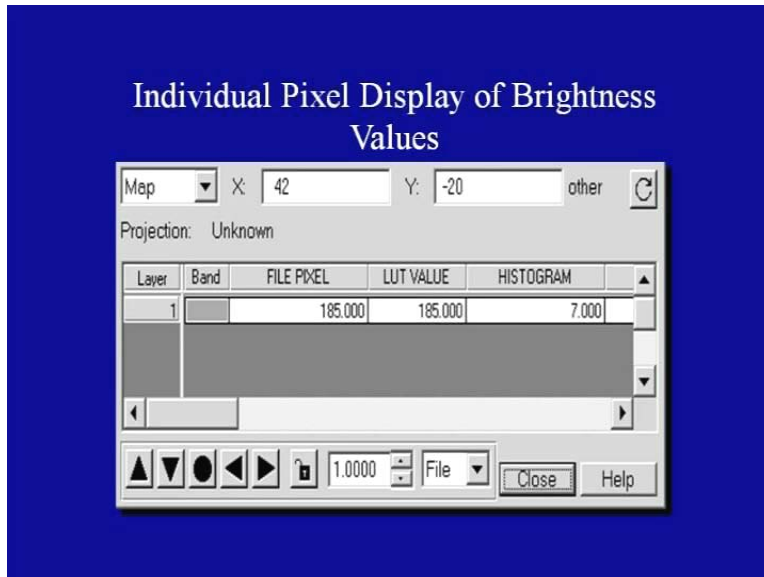 Individual Pixel Display of Brightness
Values
Map X: 42 Y: -20 other
Projection: Unknown
Layer Band FILE PIXEL LUT VALUE HISTOGRAM
1 185.000 185.000 7.000
1.0000 File Close Help